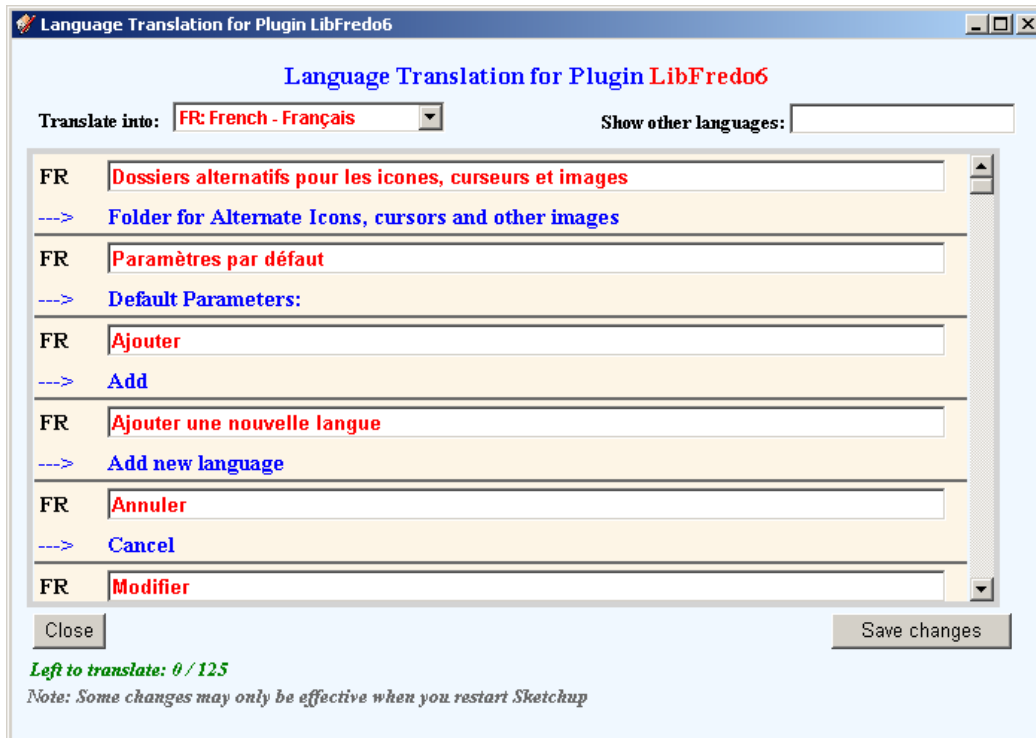 Language Translation for Plugin LibFredo6
Language Translation for Plugin LibFredo6
Translate into: FR: French - Français Show other languages:
FR Dossiers alternatifs pour les icones, curseurs et images
---> Folder for Alternate Icons, cursors and other images
FR Paramètres par défaut
---> Default Parameters:
FR Ajouter
---> Add
FR Ajouter une nouvelle langue
---> Add new language
FR Annuler
---> Cancel
FR Modifier
Close Save changes
Left to translate: 0 / 125
Note: Some changes may only be effective when you restart Sketchup